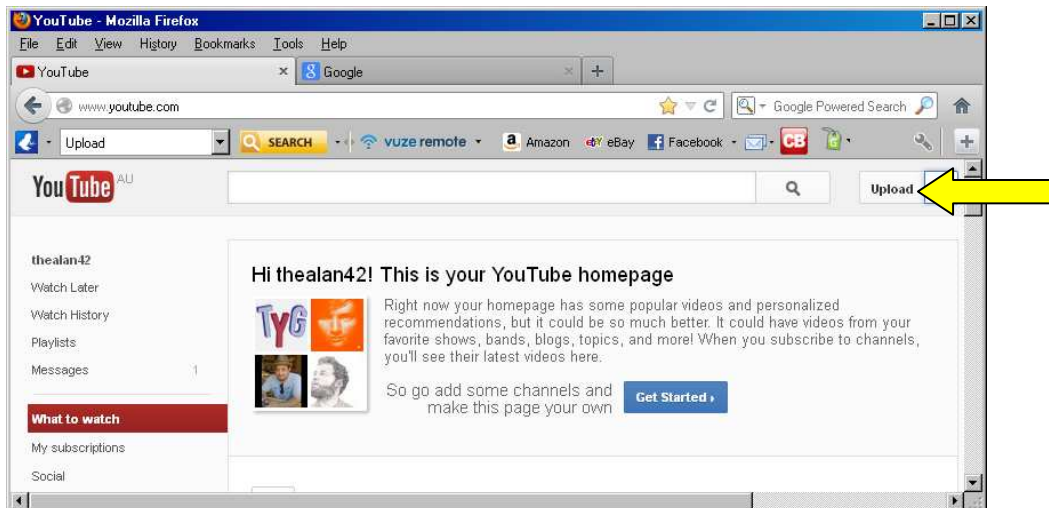 YouTube - Mozilla Firefox
File Edit View History Bookmarks Tools Help
YouTube × Google × +
www.youtube.com Google Powered Search
Upload SEARCH vuze remote a Amazon ebY eBay f Facebook CB +
YouTube AU Upload
thealan42
Watch Later
Watch History
Playlists
Messages 1
What to watch
My subscriptions
Social
Hi thealan42! This is your YouTube homepage
TYG
Right now your homepage has some popular videos and personalized
recommendations, but it could be so much better. It could have videos from your
favorite shows, bands, blogs, topics, and more! When you subscribe to channels,
you'll see their latest videos here.
So go add some channels and
make this page your own
Get Started ›